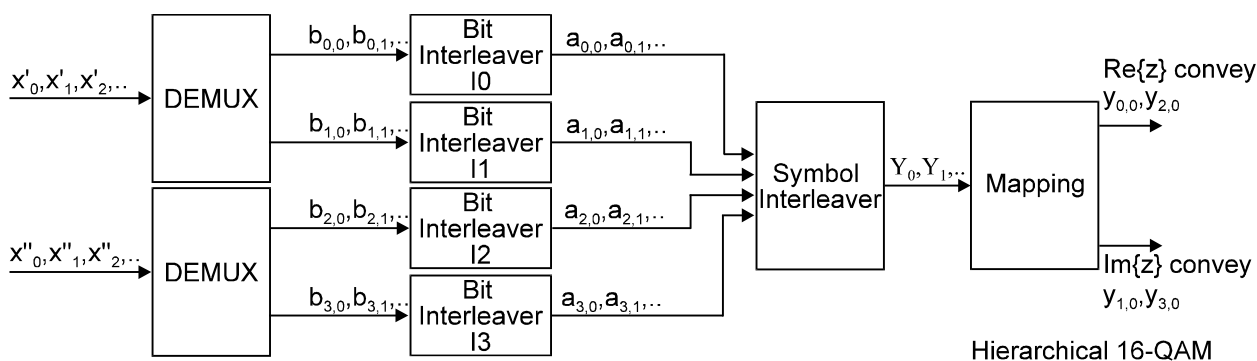 x'0,x'1,x'2,..
DEMUX
b0,0,b0,1,..
Bit
Interleaver
I0
a0,0,a0,1,..
b1,0,b1,1,..
Bit
Interleaver
I1
a1,0,a1,1,..
x"0,x"1,x"2,..
DEMUX
b2,0,b2,1,..
Bit
Interleaver
I2
a2,0,a2,1,..
b3,0,b3,1,..
Bit
Interleaver
I3
a3,0,a3,1,..
Symbol
Interleaver
Y0,Y1,..
Mapping
Re{z} convey
y0,0,y2,0
Im{z} convey
y1,0,y3,0
Hierarchical 16-QAM